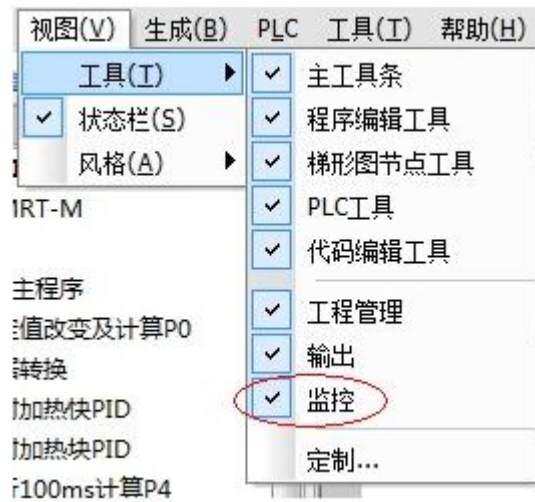 视图(V) 生成(B) PLC 工具(T) 帮助(H)
工具(T)
状态栏(S)
风格(A)
主工具条
程序编辑工具
梯形图节点工具
PLC工具
代码编辑工具
工程管理
输出
监控
定制...
MRT-M
主程序
值改变及计算P0
转换
加热快PID
加热块PID
100ms计算P4